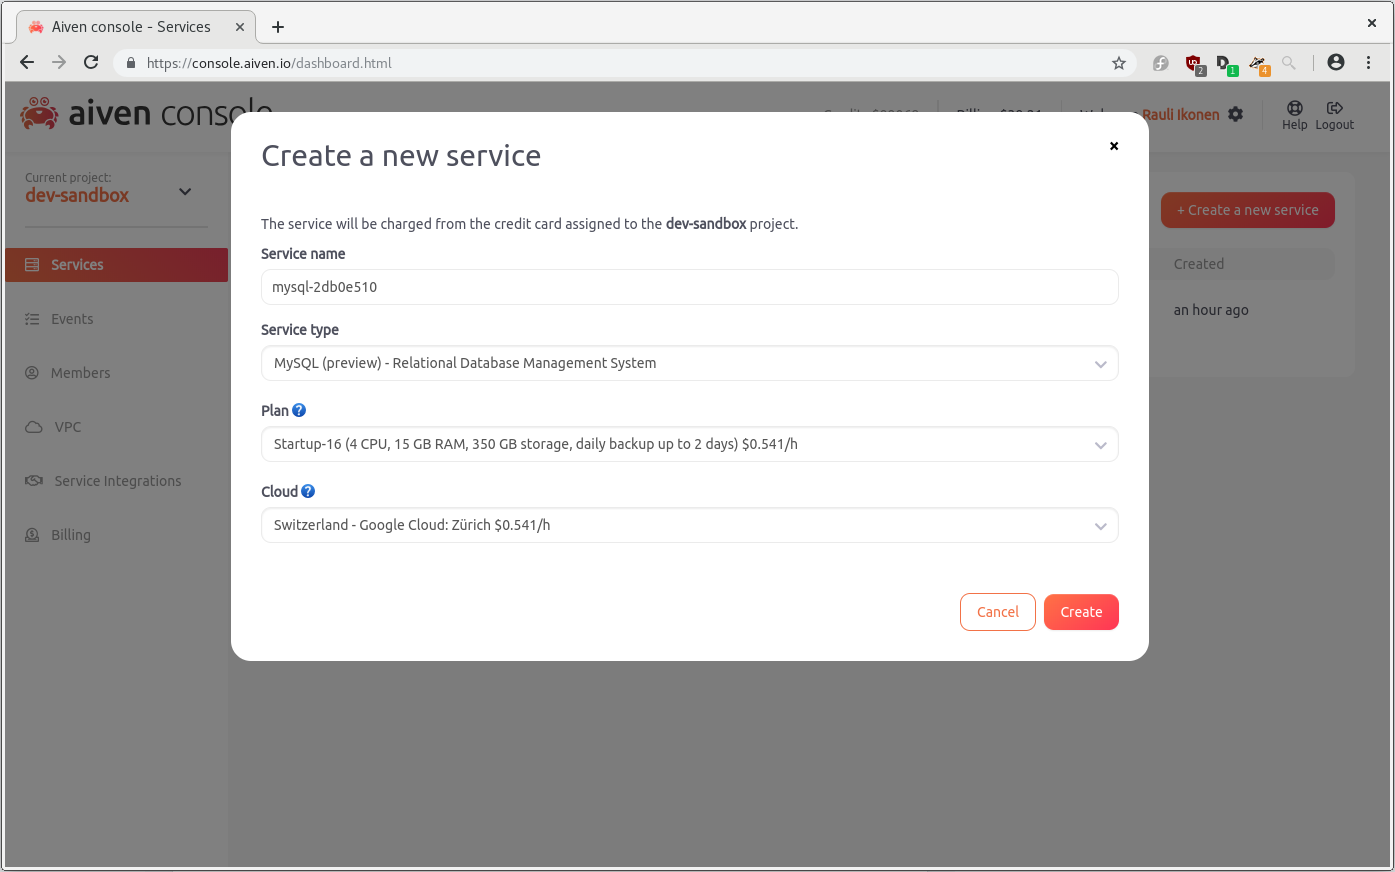 Aiven console - Services
https://console.aiven.io/dashboard.html
2
1
4
aiven console
Rauli Ikonen
Help
Logout
Current project:
dev-sandbox
Services
Events
Members
VPC
Service Integrations
Billing
+ Create a new service
Created
an hour ago
Create a new service
The service will be charged from the credit card assigned to the dev-sandbox project.
Service name
mysql-2db0e510
Service type
MySQL (preview) - Relational Database Management System
Plan ?
Startup-16 (4 CPU, 15 GB RAM, 350 GB storage, daily backup up to 2 days) $0.541/h
Cloud ?
Switzerland - Google Cloud: Zürich $0.541/h
Cancel
Create